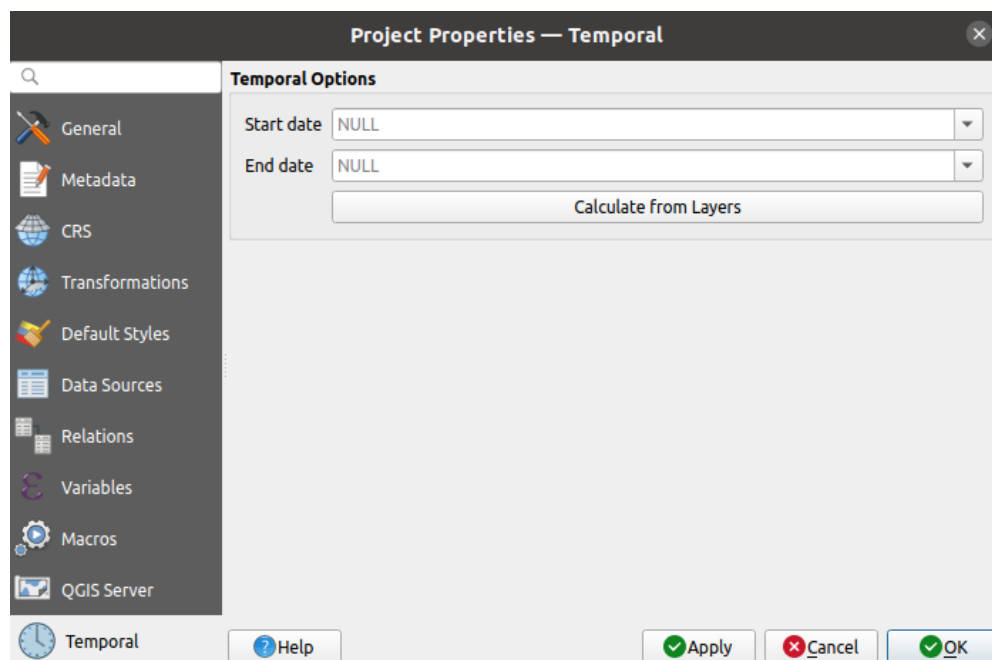 Project Properties — Temporal
Temporal Options
General
Metadata
CRS
Transformations
Default Styles
Data Sources
Relations
Variables
Macros
QGIS Server
Temporal
Start date NULL
End date NULL
Calculate from Layers
Help
Apply
Cancel
OK